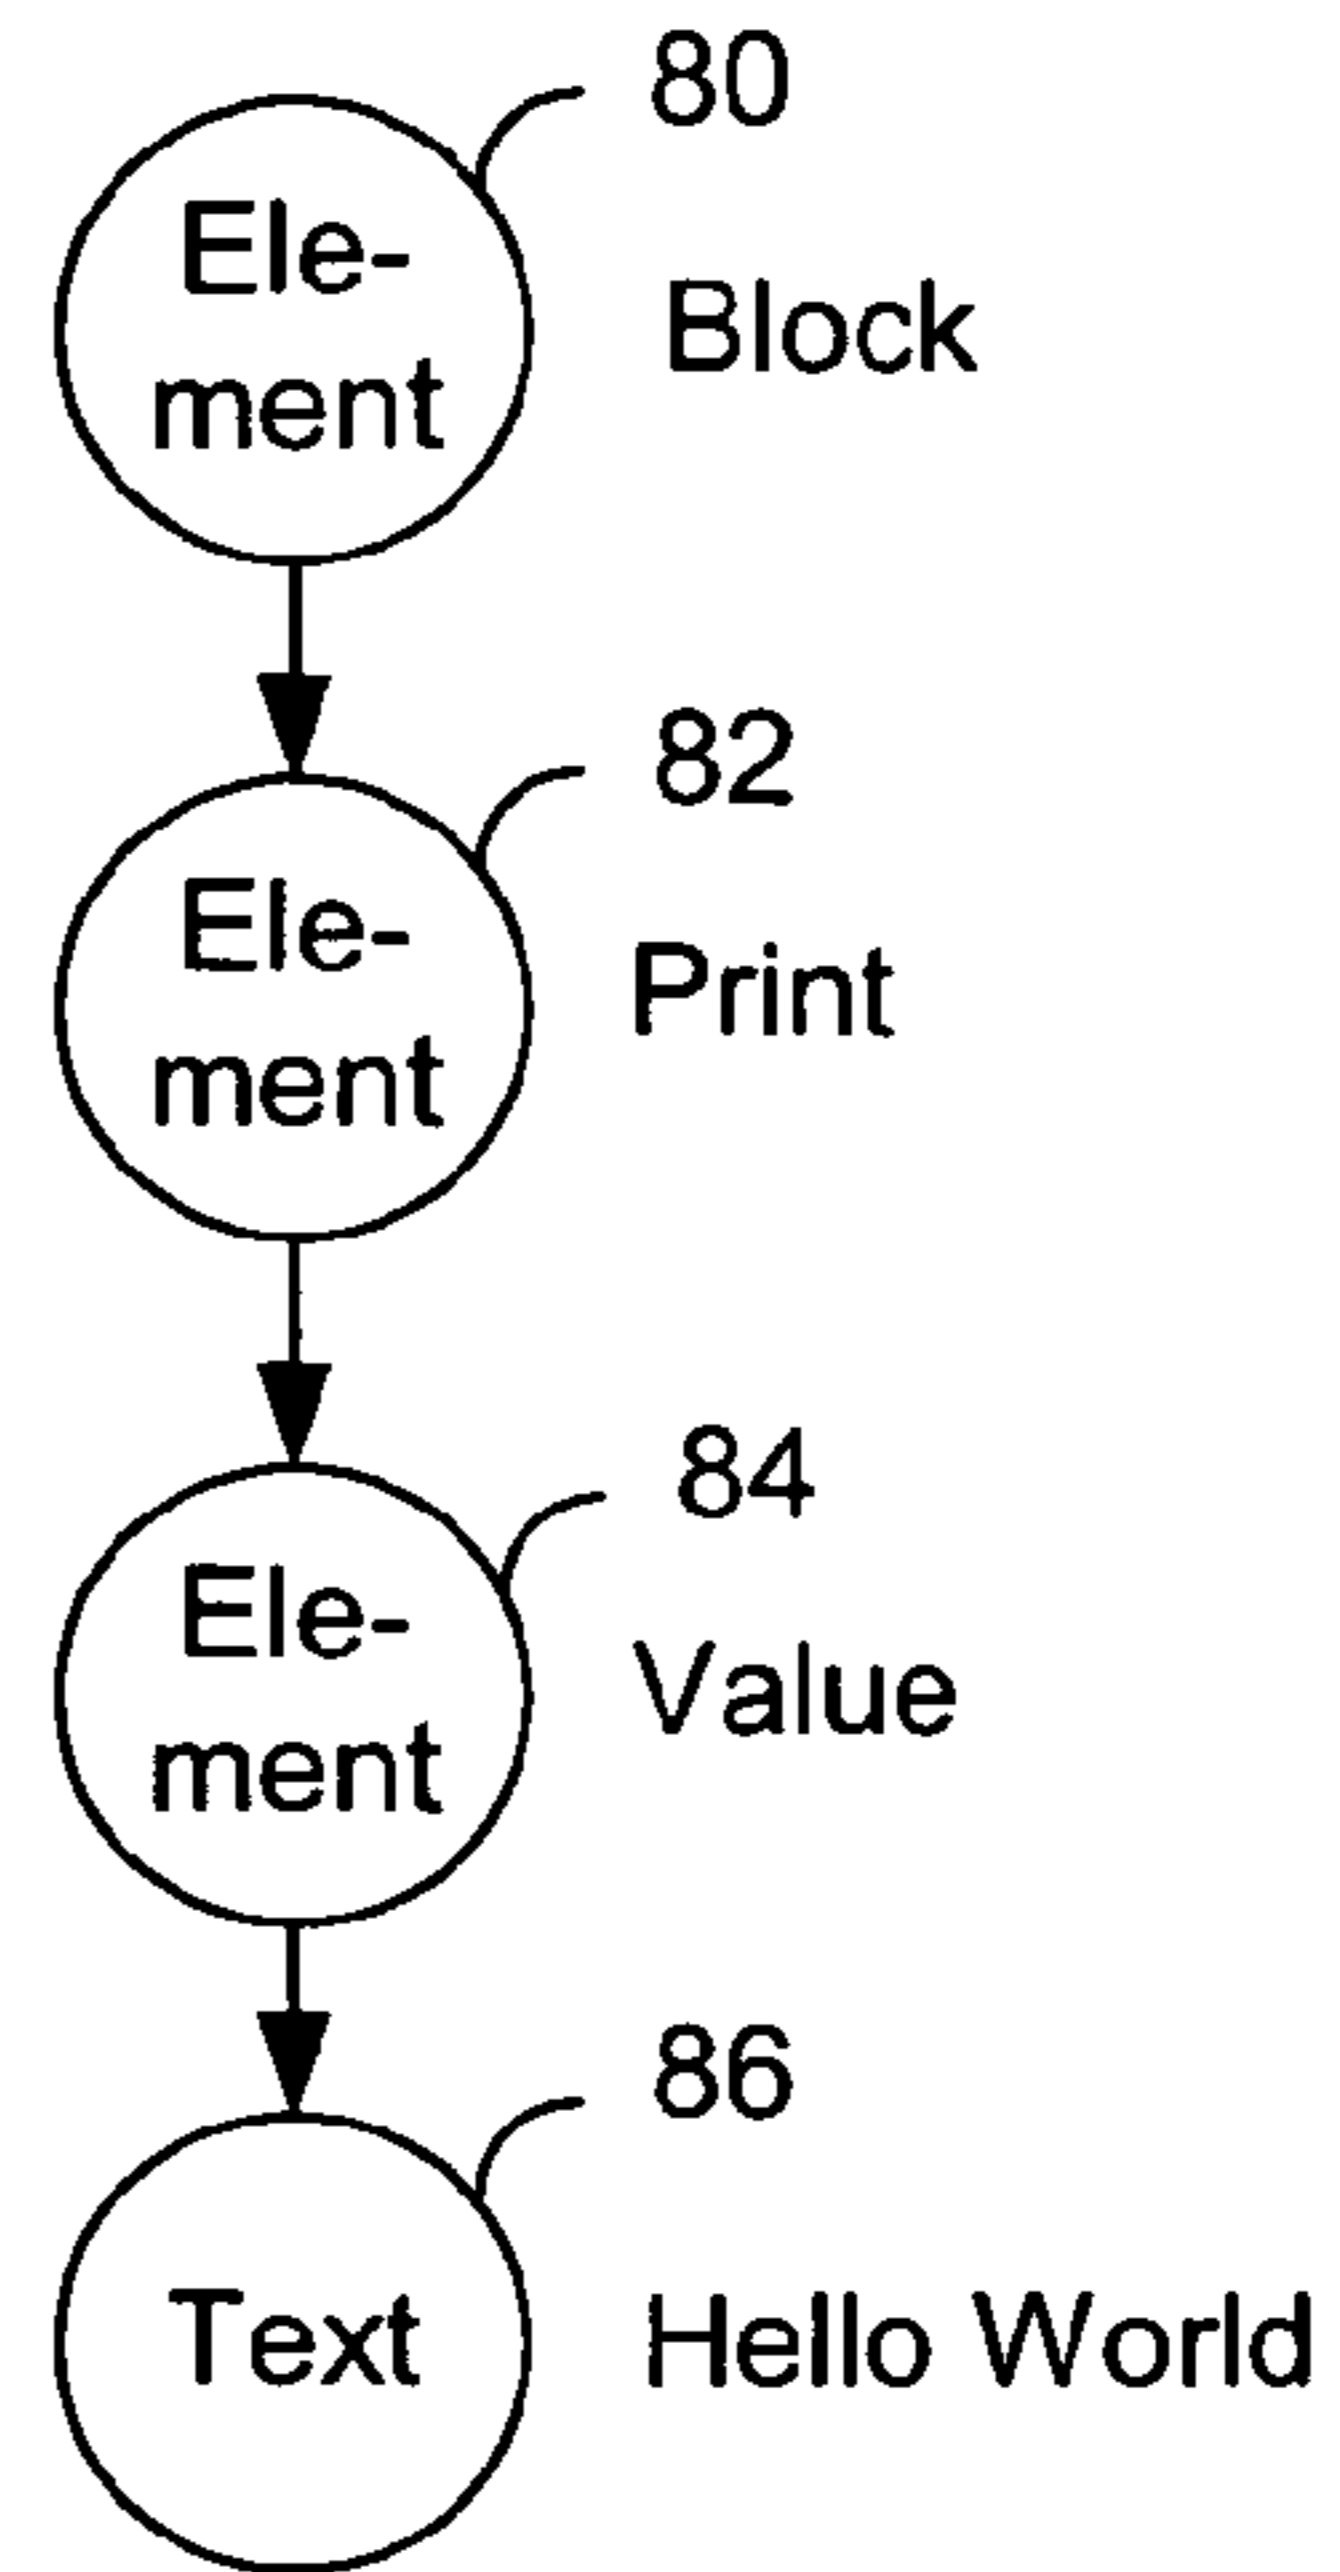 80
Ele-
ment
Block
82
Ele-
ment
Print
84
Ele-
ment
Value
86
Text
Hello World